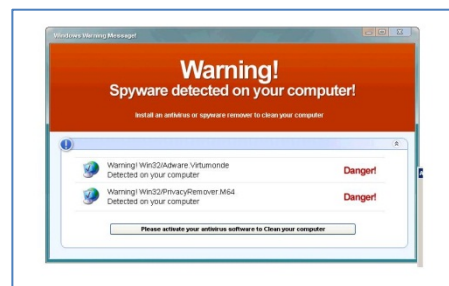 Windows Warning Message!
Warning!
Spyware detected on your computer!
Install an antivirus or spyware remover to clean your computer
Warning! Win32/Adware.Virtumonde
Detected on your computer
Danger!
Warning! Win32/PrivacyRemover.M64
Detected on your computer
Danger!
Please activate your antivirus software to Clean your computer